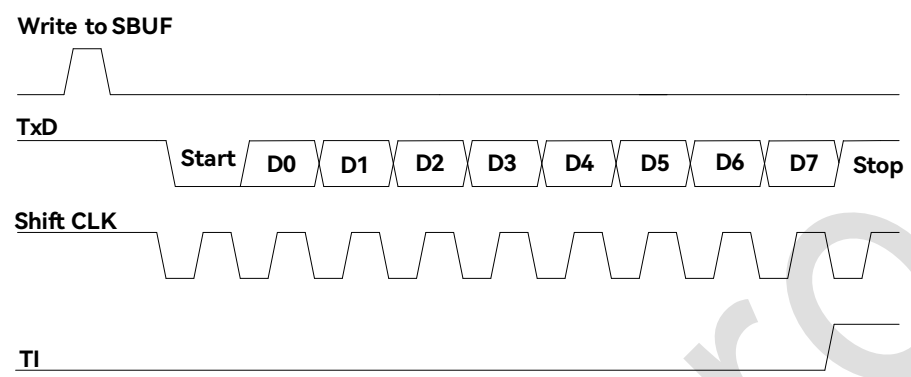 Write to SBUF
TxD
Start D0 D1 D2 D3 D4 D5 D6 D7 Stop
Shift CLK
TI